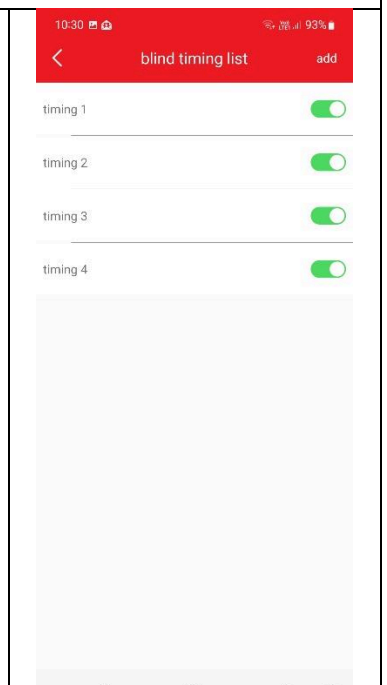 10:30 93%
blind timing list add
timing 1
timing 2
timing 3
timing 4